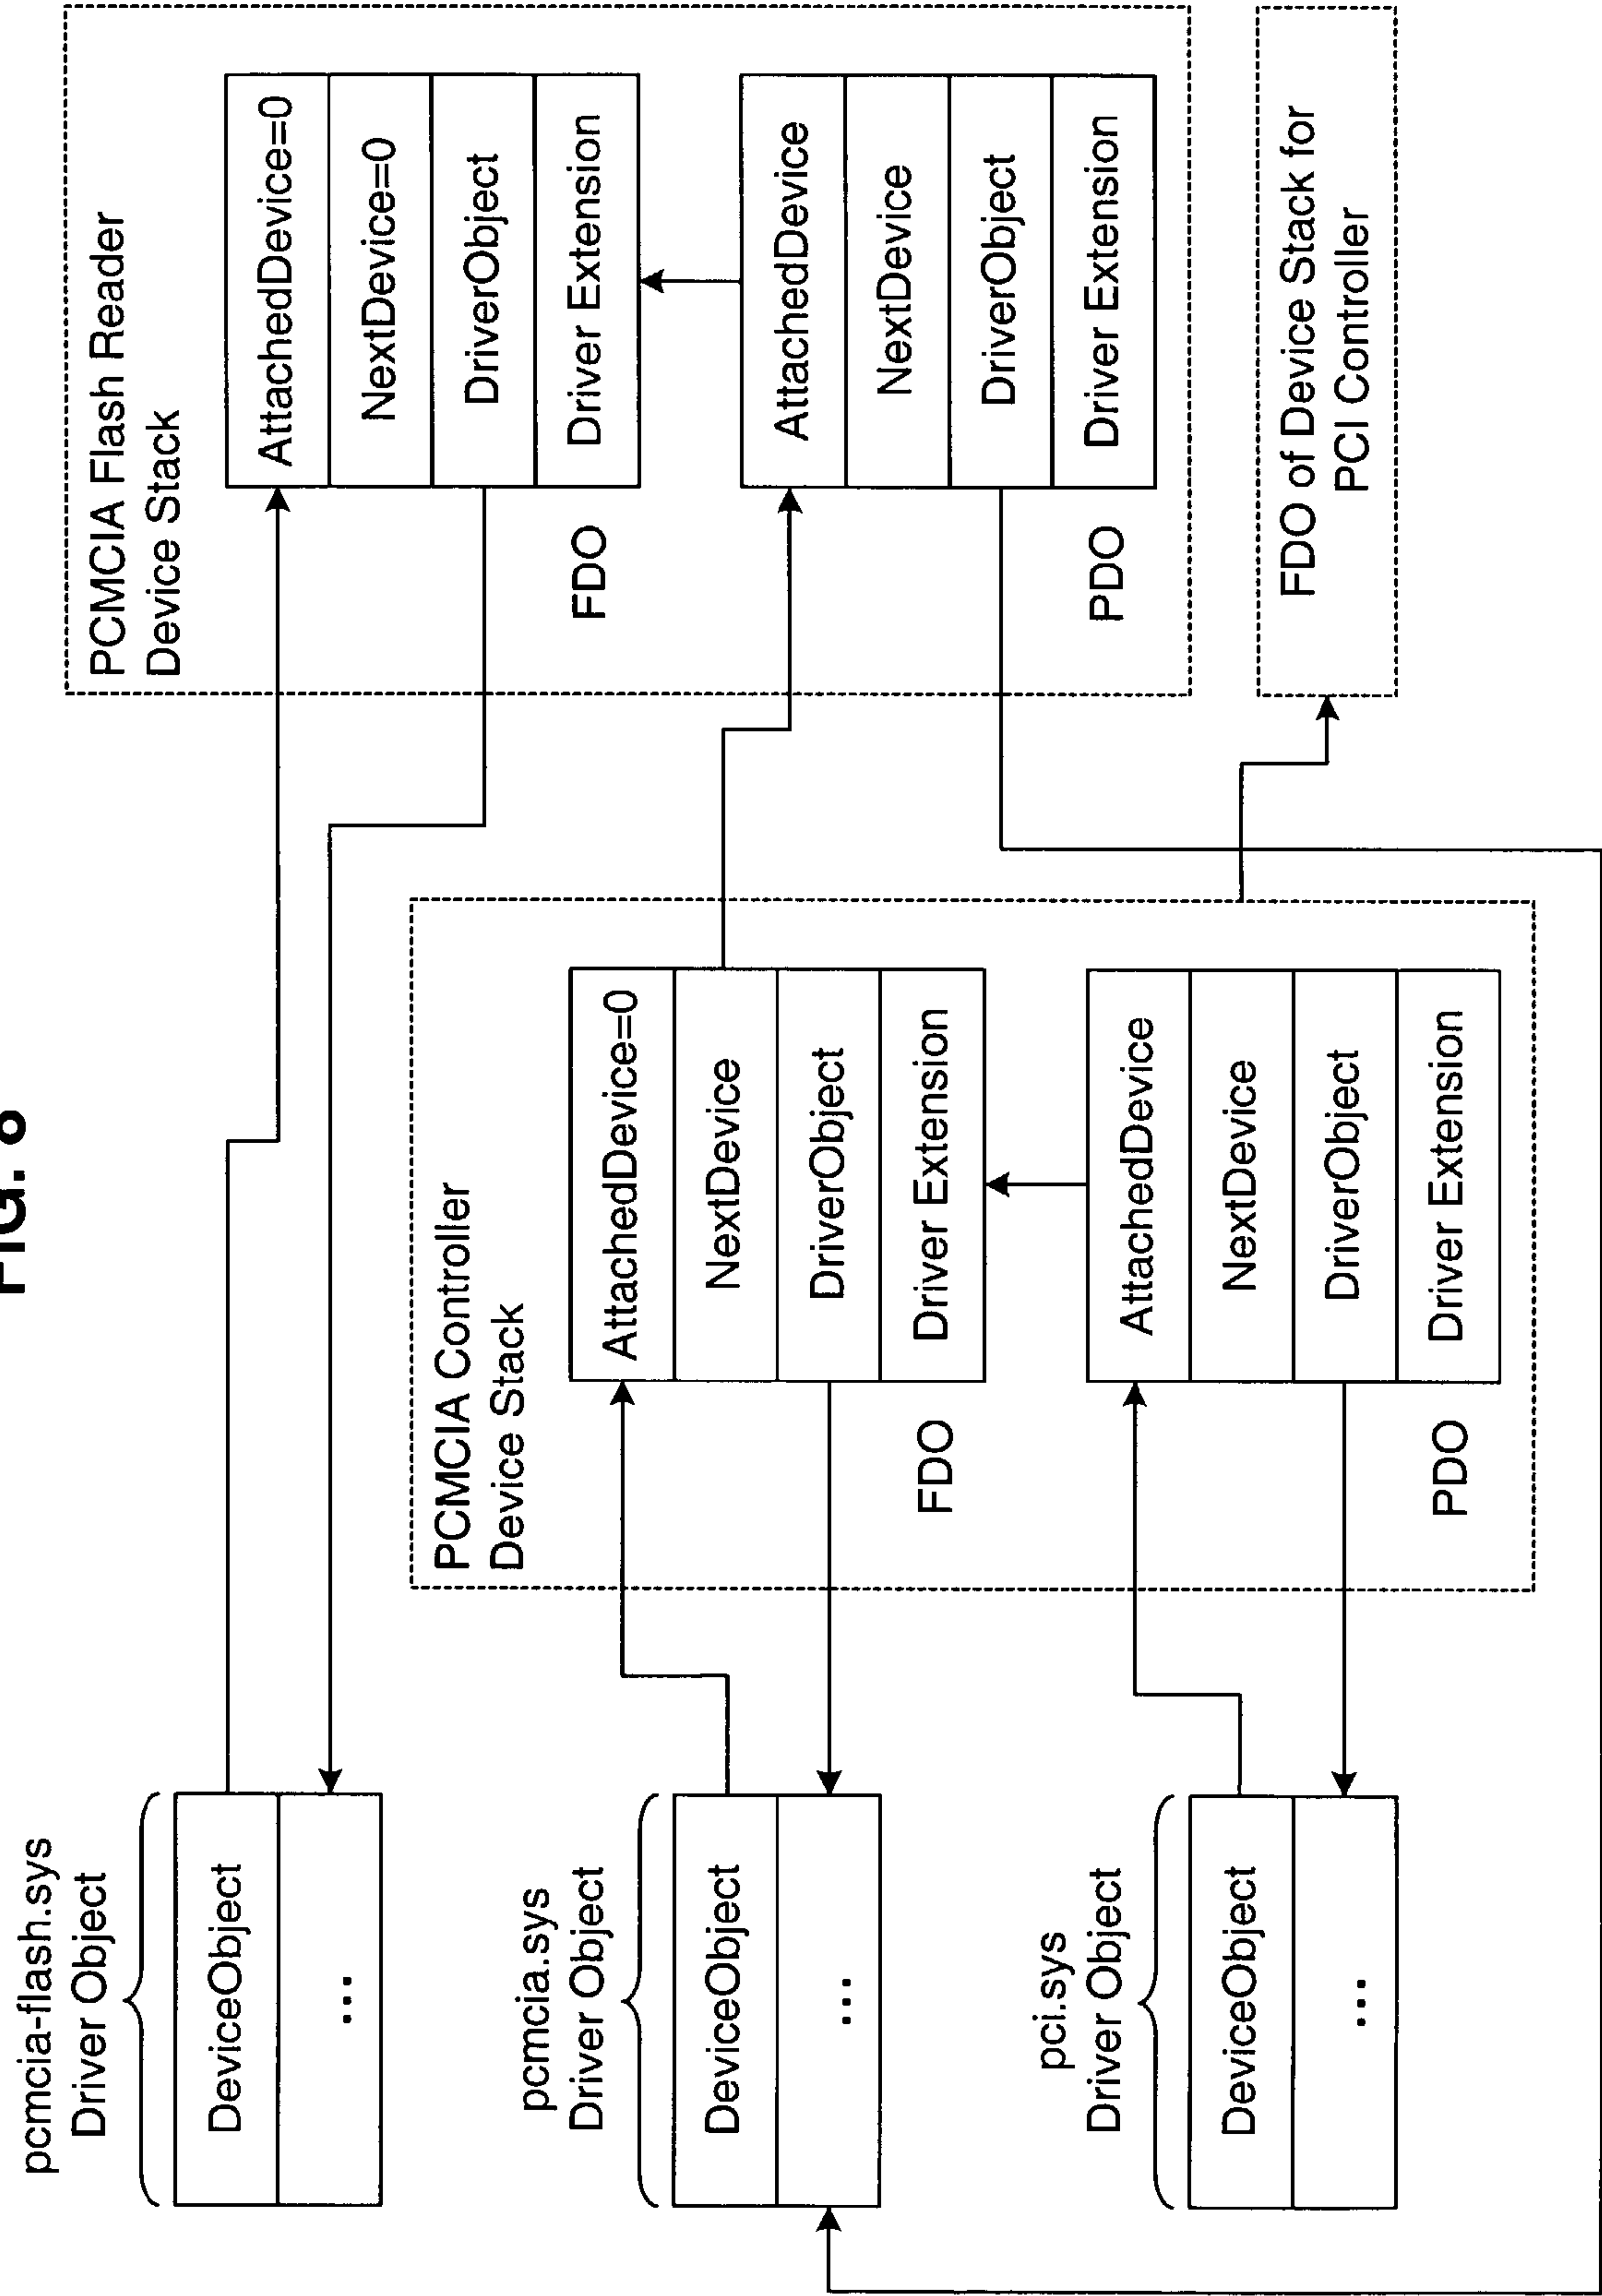 FIG. 8
pcmcia-flash.sys
Driver Object
DeviceObject
...
PCMCIA Flash Reader
Device Stack
AttachedDevice=0
NextDevice=0
DriverObject
Driver Extension
FDO
AttachedDevice
NextDevice
DriverObject
Driver Extension
PDO
pcmcia.sys
Driver Object
DeviceObject
...
PCMCIA Controller
Device Stack
AttachedDevice=0
NextDevice
DriverObject
Driver Extension
FDO
pci.sys
Driver Object
DeviceObject
...
AttachedDevice
NextDevice
DriverObject
Driver Extension
PDO
FDO of Device Stack for
PCI Controller